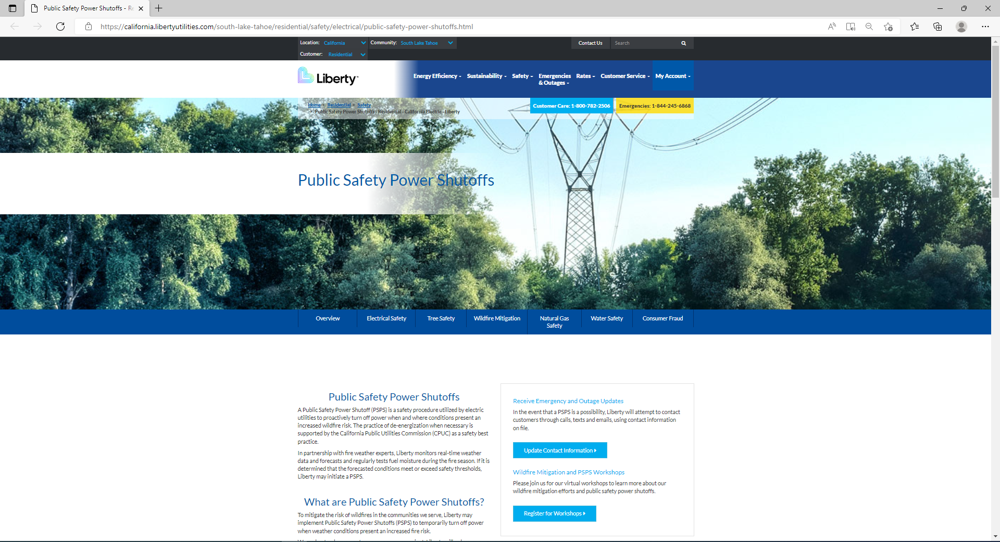 Public Safety Power Shutoffs - Re
https://california.libertyutilities.com/south-lake-tahoe/residential/safety/electrical/public-safety-power-shutoffs.html
Location: California Community: South Lake Tahoe Contact Us Search
Customer: Residential
Liberty™
Energy Efficiency Sustainability Safety Emergencies & Outages Rates Customer Service My Account
Home > Residential > Safety
> Public Safety Power Shutoffs - Residential - California Electric - Liberty
Customer Care: 1-800-782-2506 Emergencies: 1-844-245-6868
Public Safety Power Shutoffs
Overview Electrical Safety Tree Safety Wildfire Mitigation Natural Gas Safety Water Safety Consumer Fraud
Public Safety Power Shutoffs
A Public Safety Power Shutoff (PSPS) is a safety procedure utilized by electric
utilities to proactively turn off power when and where conditions present an
increased wildfire risk. The practice of de-energization when necessary is
supported by the California Public Utilities Commission (CPUC) as a safety best
practice.
In partnership with fire weather experts, Liberty monitors real-time weather
data and forecasts and regularly tests fuel moisture during the fire season. If it is
determined that the forecasted conditions meet or exceed safety thresholds,
Liberty may initiate a PSPS.
What are Public Safety Power Shutoffs?
To mitigate the risk of wildfires in the communities we serve, Liberty may
implement Public Safety Power Shutoffs (PSPS) to temporarily turn off power
when weather conditions present an increased fire risk.
Receive Emergency and Outage Updates
In the event that a PSPS is a possibility, Liberty will attempt to contact
customers through calls, texts and emails, using contact information
on file.
Update Contact Information
Wildfire Mitigation and PSPS Workshops
Please join us for our virtual workshops to learn more about our
wildfire mitigation efforts and public safety power shutoffs.
Register for Workshops